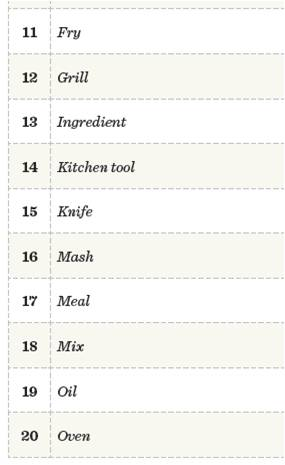 11 Fry
12 Grill
13 Ingredient
14 Kitchen tool
15 Knife
16 Mash
17 Meal
18 Mix
19 Oil
20 Oven